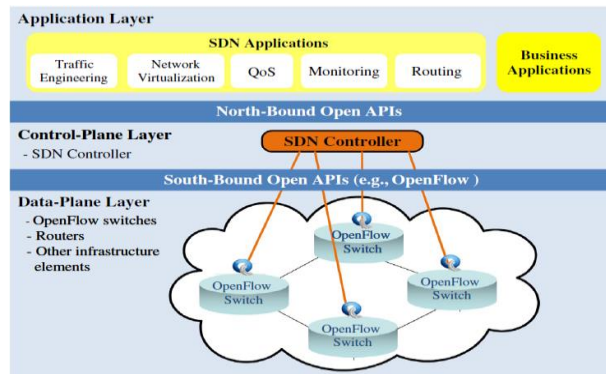 Application Layer
SDN Applications
Traffic
Engineering
Network
Virtualization
QoS
Monitoring
Routing
Business
Applications
North-Bound Open APIs
Control-Plane Layer
- SDN Controller
SDN Controller
South-Bound Open APIs (e.g., OpenFlow )
Data-Plane Layer
- OpenFlow switches
- Routers
- Other infrastructure
elements
OpenFlow
Switch
OpenFlow
Switch
OpenFlow
Switch
OpenFlow
Switch